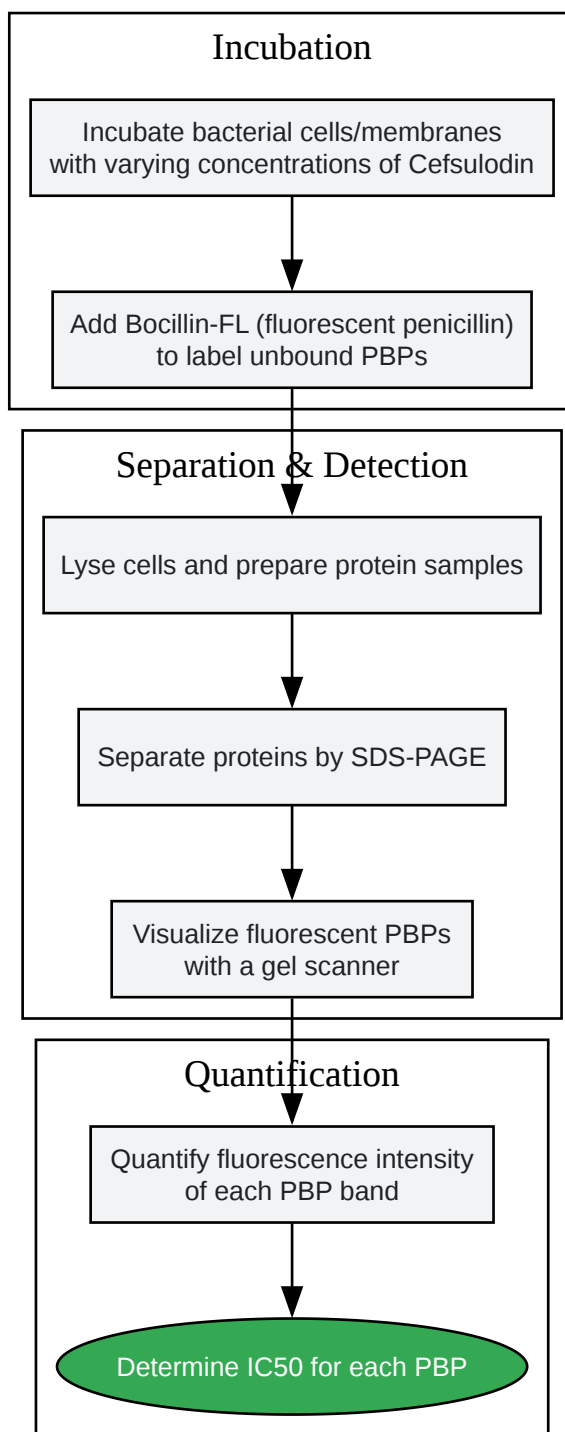 Incubation
Incubate bacterial cells/membranes
with varying concentrations of Cefsulodin
Add Bocillin-FL (fluorescent penicillin)
to label unbound PBPs
Separation & Detection
Lyse cells and prepare protein samples
Separate proteins by SDS-PAGE
Visualize fluorescent PBPs
with a gel scanner
Quantification
Quantify fluorescence intensity
of each PBP band
Determine IC50 for each PBP